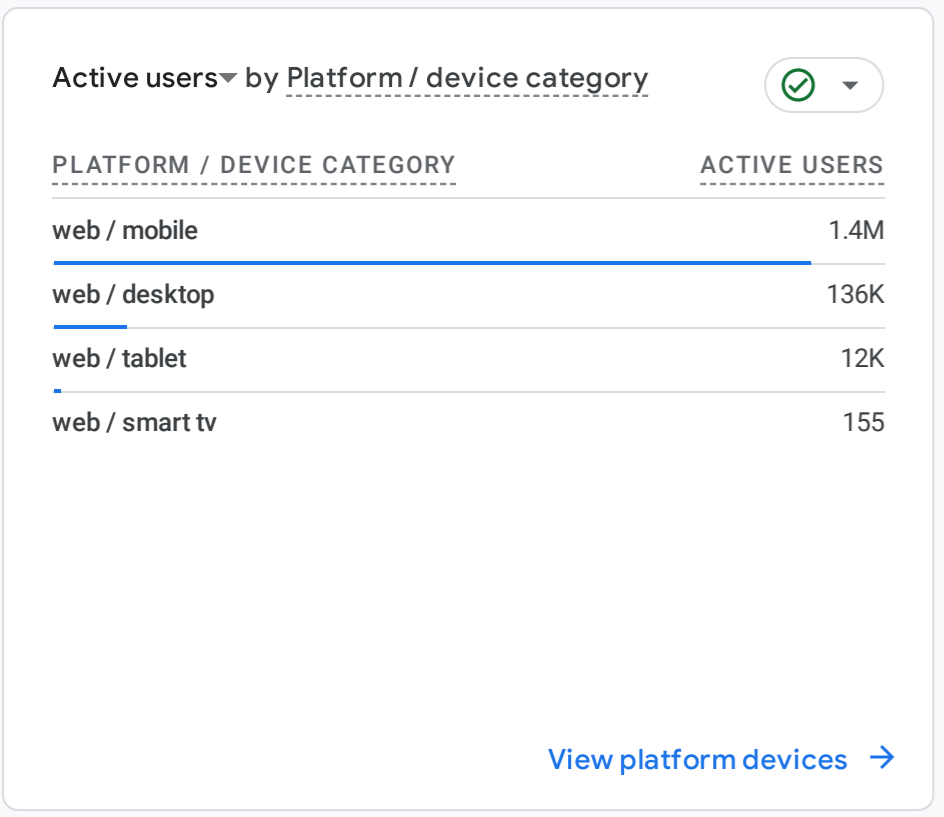 Active users by Platform / device category
PLATFORM / DEVICE CATEGORY ACTIVE USERS
web / mobile 1.4M
web / desktop 136K
web / tablet 12K
web / smart tv 155
View platform devices